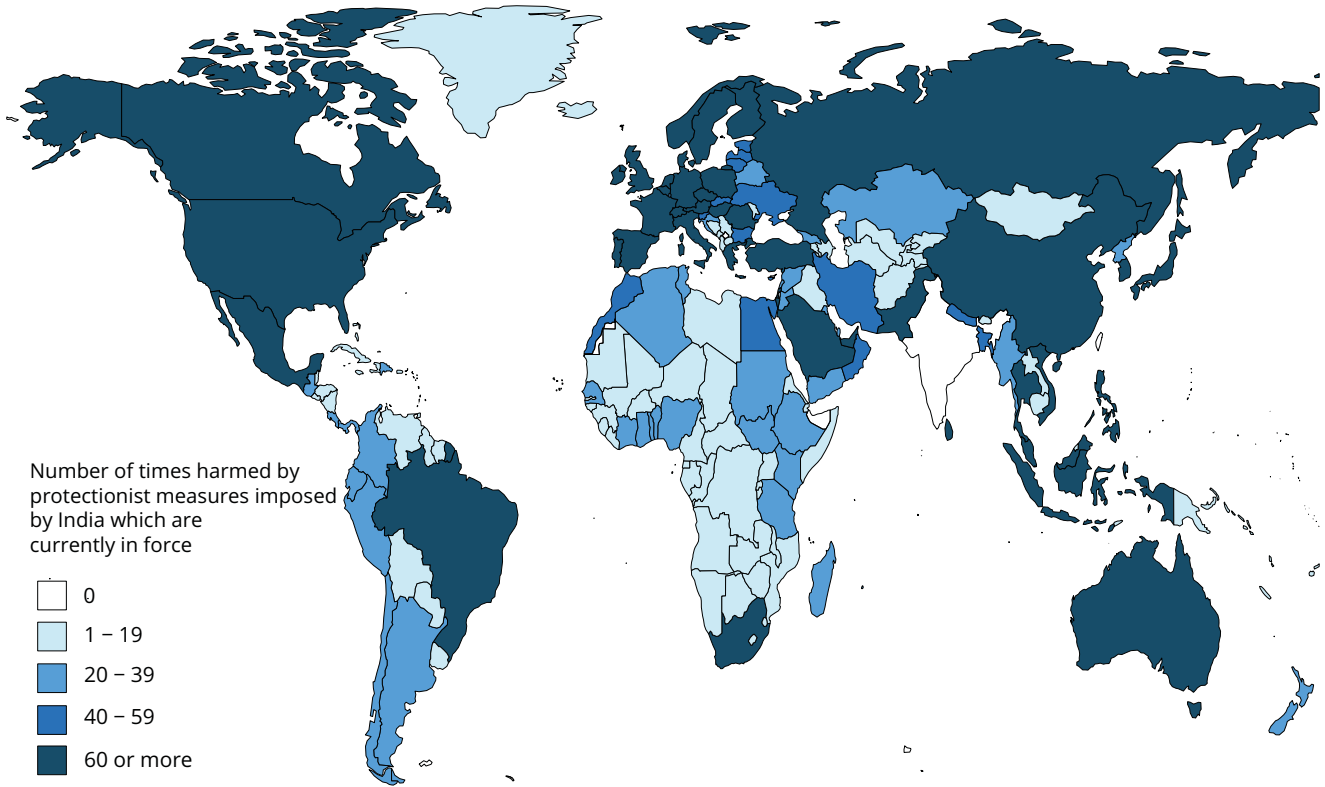 Number of times harmed by
protectionist measures imposed
by India which are
currently in force
0
1 – 19
20 – 39
40 – 59
60 or more